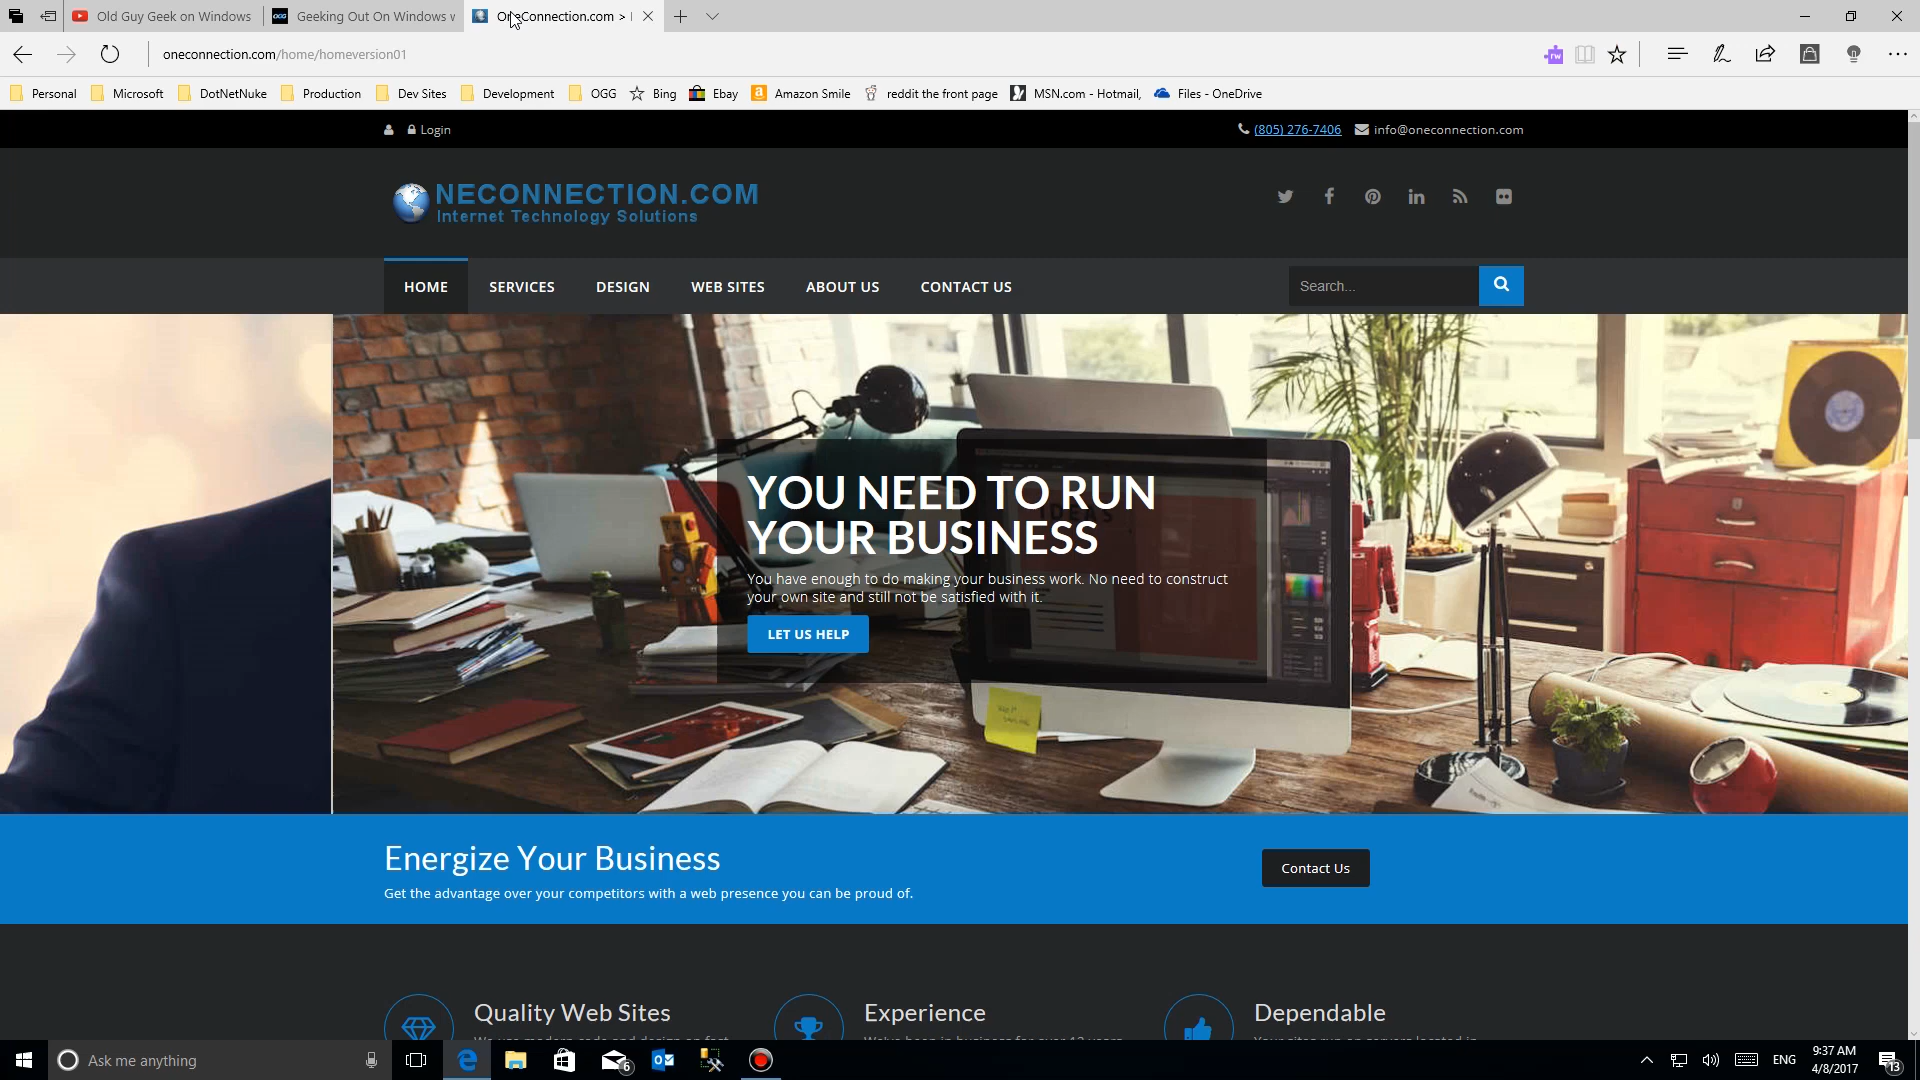 Old Guy Geek on Windows
OGG
Geeking Out On Windows w
OneConnection.com >
oneconnection.com/home/homeversion01
rw
Personal
Microsoft
DotNetNuke
Production
Dev Sites
Development
OGG
Bing
Ebay
Amazon Smile
reddit the front page
MSN.com - Hotmail,
Files - OneDrive
Login
(805) 276-7406
info@oneconnection.com
NECONNECTION.COM
Internet Technology Solutions
HOME
SERVICES
DESIGN
WEB SITES
ABOUT US
CONTACT US
Search...
YOU NEED TO RUN
YOUR BUSINESS
You have enough to do making your business work. No need to construct
your own site and still not be satisfied with it.
LET US HELP
Energize Your Business
Get the advantage over your competitors with a web presence you can be proud of.
Contact Us
Quality Web Sites
Experience
Dependable
Ask me anything
6
ENG
9:37 AM
4/8/2017
13